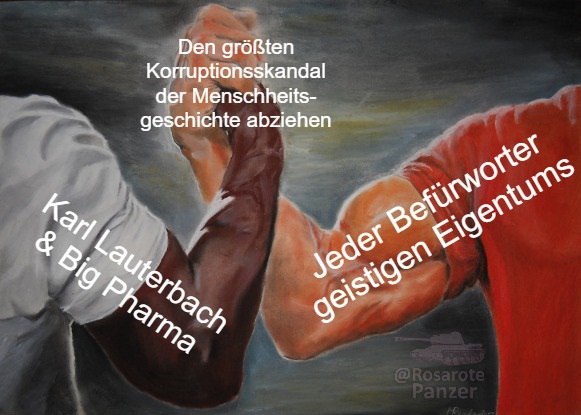 Den größten
Korruptionsskandal
der Menschheits-
geschichte abziehen
Karl Lauterbach
& Big Pharma
Jeder Befürworter
geistigen Eigentums
@Rosarote
Panzer